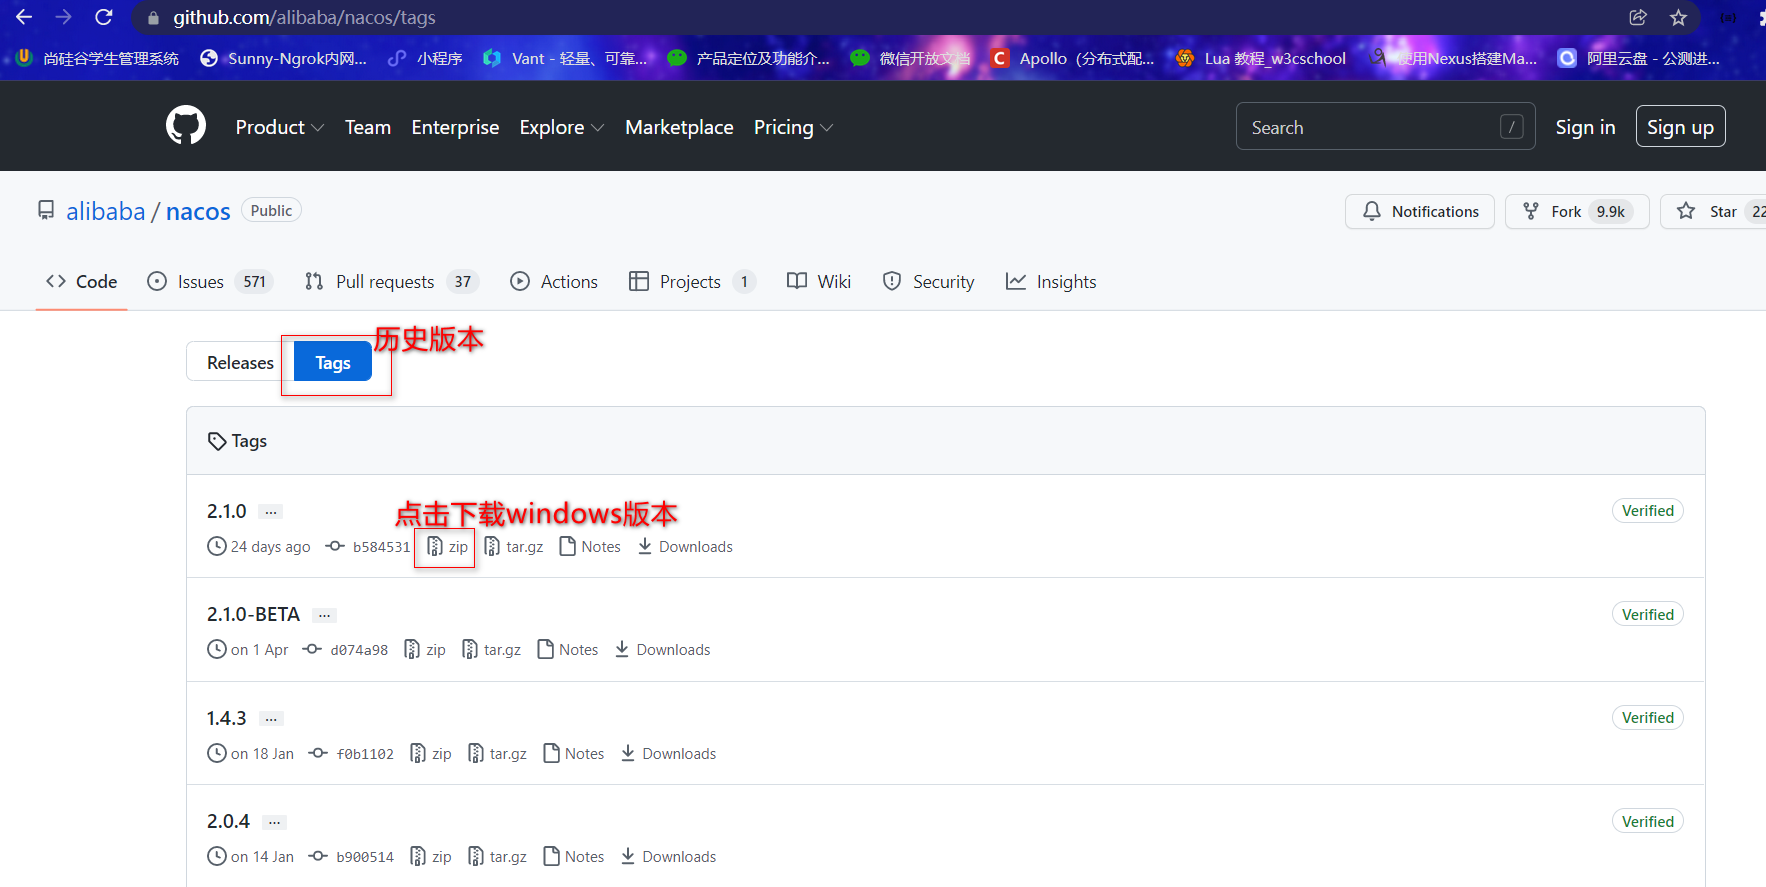 github.com/alibaba/nacos/tags
尚硅谷学生管理系统 Sunny-Ngrok内网... 小程序 Vant - 轻量、可靠... 产品定位及功能介... 微信开放文档 Apollo（分布式配... Lua 教程_w3cschool 使用Nexus搭建Ma... 阿里云盘 - 公测进...
Product Team Enterprise Explore Marketplace Pricing Search / Sign in Sign up
alibaba / nacos Public Notifications Fork 9.9k Star 22
Code Issues 571 Pull requests 37 Actions Projects 1 Wiki Security Insights
历史版本
Releases Tags
Tags
点击下载windows版本
2.1.0 ... Verified
24 days ago b584531 zip tar.gz Notes Downloads
2.1.0-BETA ... Verified
on 1 Apr d074a98 zip tar.gz Notes Downloads
1.4.3 ... Verified
on 18 Jan f0b1102 zip tar.gz Notes Downloads
2.0.4 ... Verified
on 14 Jan b900514 zip tar.gz Notes Downloads